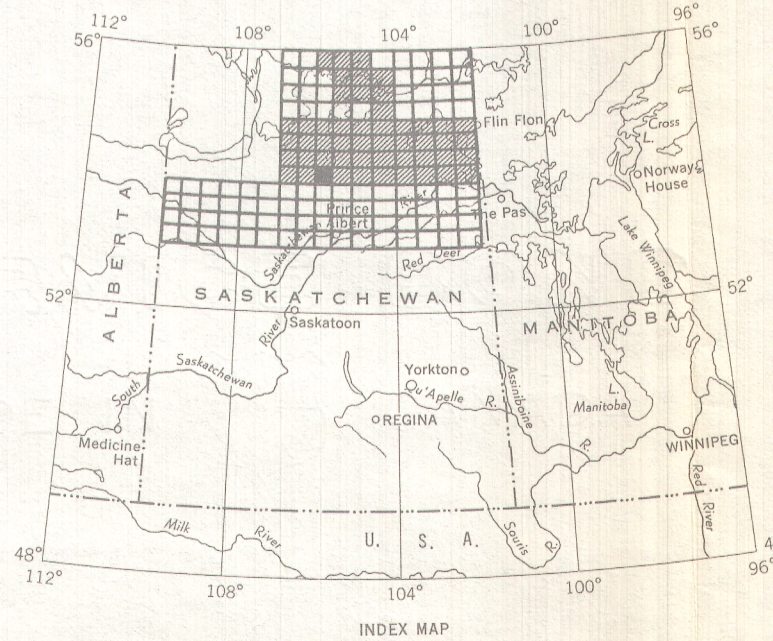 112°
108°
104°
100°
96°
56°
56°
Flin Flon
Cross
L.
Norway
House
ALBERTA
Prince
Albert
River
The Pas
Saskatchewan
Red Deer
Lake Winnipeg
52°
52°
SASKATCHEWAN
MANITOBA
River
Saskatoon
South
Saskatchewan
Yorkton
Qu'Appelle
R.
Assiniboine
L.
Manitoba
REGINA
R.
WINNIPEG
Medicine
Hat
Red
River
Milk
River
U. S. A.
Souris
R.
48°
4
112°
108°
104°
100°
96°
INDEX MAP